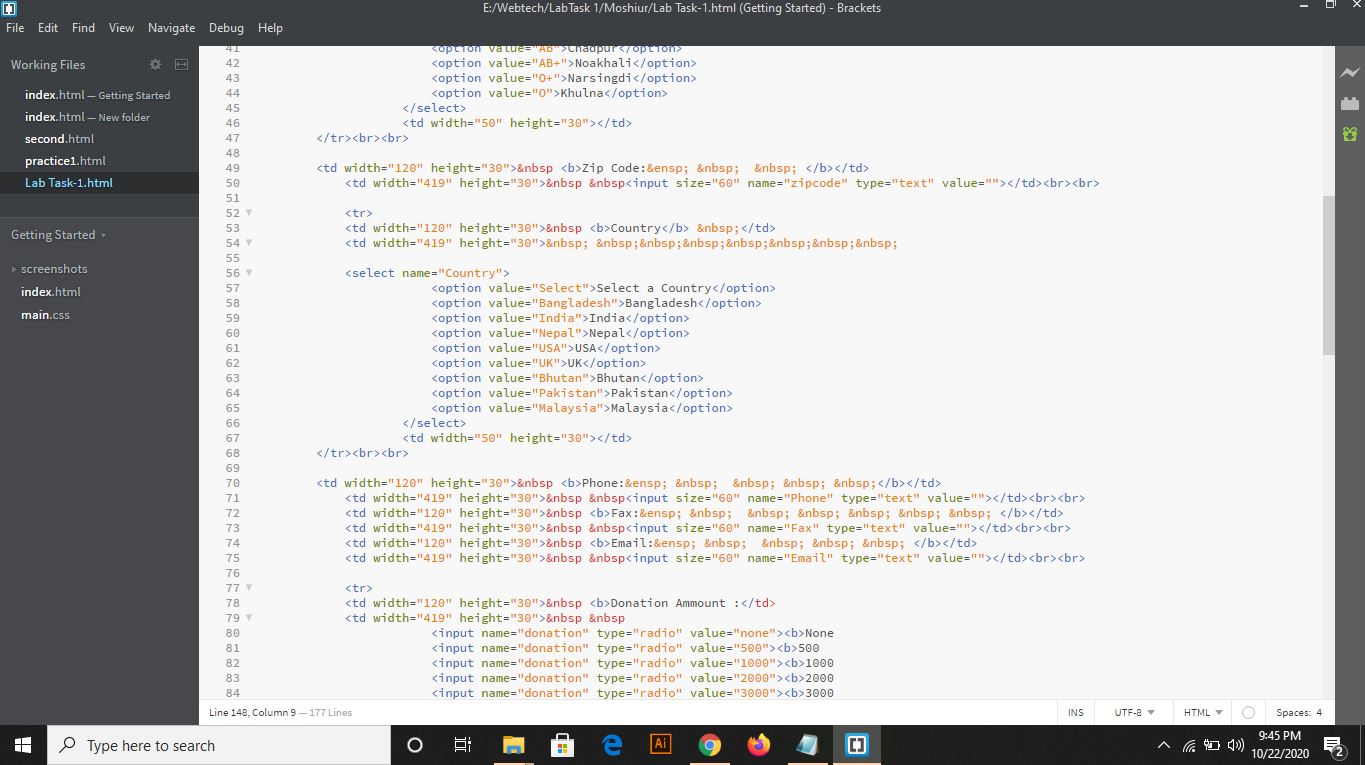 E:/Webtech/LabTask 1/Moshiur/Lab Task-1.html (Getting Started) - Brackets
File Edit Find View Navigate Debug Help
Working Files
index.html — Getting Started
index.html — New folder
second.html
practice1.html
Lab Task-1.html
Getting Started
screenshots
index.html
main.css
41 <option value="AB">Chadpur</option>
42 <option value="AB+">Noakhali</option>
43 <option value="O+">Narsingdi</option>
44 <option value="O">Khulna</option>
45 </select>
46 <td width="50" height="30"></td>
47 </tr><br><br>
48
49 <td width="120" height="30">&nbsp <b>Zip Code:&ensp; &nbsp;  &nbsp; </b></td>
50 <td width="419" height="30">&nbsp &nbsp<input size="60" name="zipcode" type="text" value=""></td><br><br>
51
52 <tr>
53 <td width="120" height="30">&nbsp <b>Country</b> &nbsp;</td>
54 <td width="419" height="30">&nbsp; &nbsp;&nbsp;&nbsp;&nbsp;&nbsp;&nbsp;&nbsp;
55
56 <select name="Country">
57 <option value="Select">Select a Country</option>
58 <option value="Bangladesh">Bangladesh</option>
59 <option value="India">India</option>
60 <option value="Nepal">Nepal</option>
61 <option value="USA">USA</option>
62 <option value="UK">UK</option>
63 <option value="Bhutan">Bhutan</option>
64 <option value="Pakistan">Pakistan</option>
65 <option value="Malaysia">Malaysia</option>
66 </select>
67 <td width="50" height="30"></td>
68 </tr><br><br>
69
70 <td width="120" height="30">&nbsp <b>Phone:&ensp; &nbsp;  &nbsp; &nbsp; &nbsp;</b></td>
71 <td width="419" height="30">&nbsp &nbsp<input size="60" name="Phone" type="text" value=""></td><br><br>
72 <td width="120" height="30">&nbsp <b>Fax:&ensp; &nbsp;  &nbsp; &nbsp; &nbsp; &nbsp; &nbsp; </b></td>
73 <td width="419" height="30">&nbsp &nbsp<input size="60" name="Fax" type="text" value=""></td><br><br>
74 <td width="120" height="30">&nbsp <b>Email:&ensp; &nbsp;  &nbsp; &nbsp; &nbsp; </b></td>
75 <td width="419" height="30">&nbsp &nbsp<input size="60" name="Email" type="text" value=""></td><br><br>
76
77 <tr>
78 <td width="120" height="30">&nbsp <b>Donation Ammount :</td>
79 <td width="419" height="30">&nbsp &nbsp
80 <input name="donation" type="radio" value="none"><b>None
81 <input name="donation" type="radio" value="500"><b>500
82 <input name="donation" type="radio" value="1000"><b>1000
83 <input name="donation" type="radio" value="2000"><b>2000
84 <input name="donation" type="radio" value="3000"><b>3000
Line 148, Column 9 — 177 Lines
INS UTF-8 HTML Spaces: 4
Type here to search
Ai
9:45 PM
10/22/2020
2